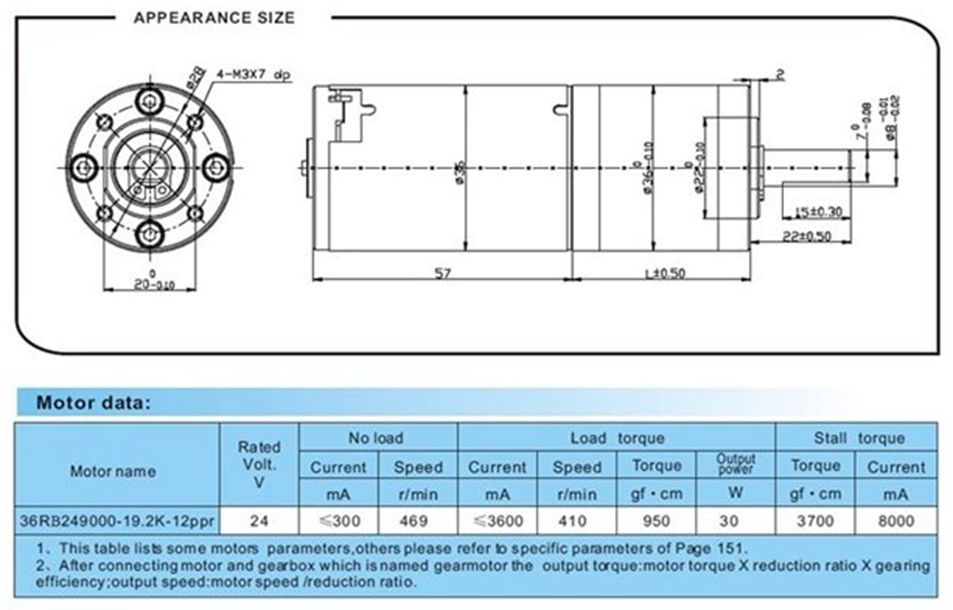 APPEARANCE SIZE
ø28
4-M3X7 dp
2
ø35
ø36 0 -0.10
ø22 0 -0.10
7 0 -0.08
ø8 -0.01 -0.02
15±0.30
22±0.50
20 0 -0.10
57
L±0.50
Motor data:
Motor name
Rated Volt. V
No load
Load torque
Stall torque
Current
Speed
Current
Speed
Torque
Output power
Torque
Current
mA
r/min
mA
r/min
gf·cm
W
gf·cm
mA
36RB249000-19.2K-12ppr 24 ≤300 469 ≤3600 410 950 30 3700 8000
1、This table lists some motors parameters,others please refer to specific parameters of Page 151.
2、After connecting motor and gearbox which is named gearmotor the output torque:motor torque X reduction ratio X gearing
efficiency;output speed:motor speed /reduction ratio.